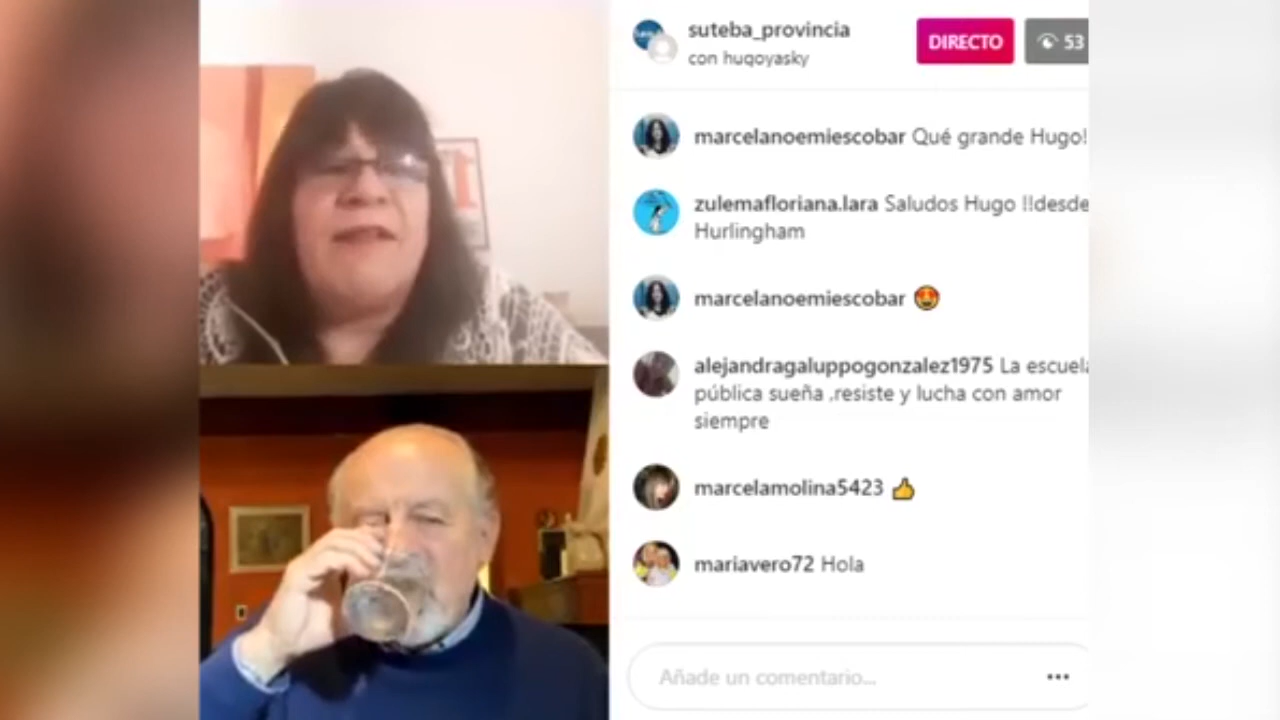 suteba_provincia
con hugoyasky
DIRECTO
53
marcelanoemiescobar Qué grande Hugo!
zulemafloriana.lara Saludos Hugo !!desde
Hurlingham
marcelanoemiescobar 😍
alejandragaluppogonzalez1975 La escuela
pública sueña ,resiste y lucha con amor
siempre
marcelamolina5423 👍
mariavero72 Hola
Añade un comentario...